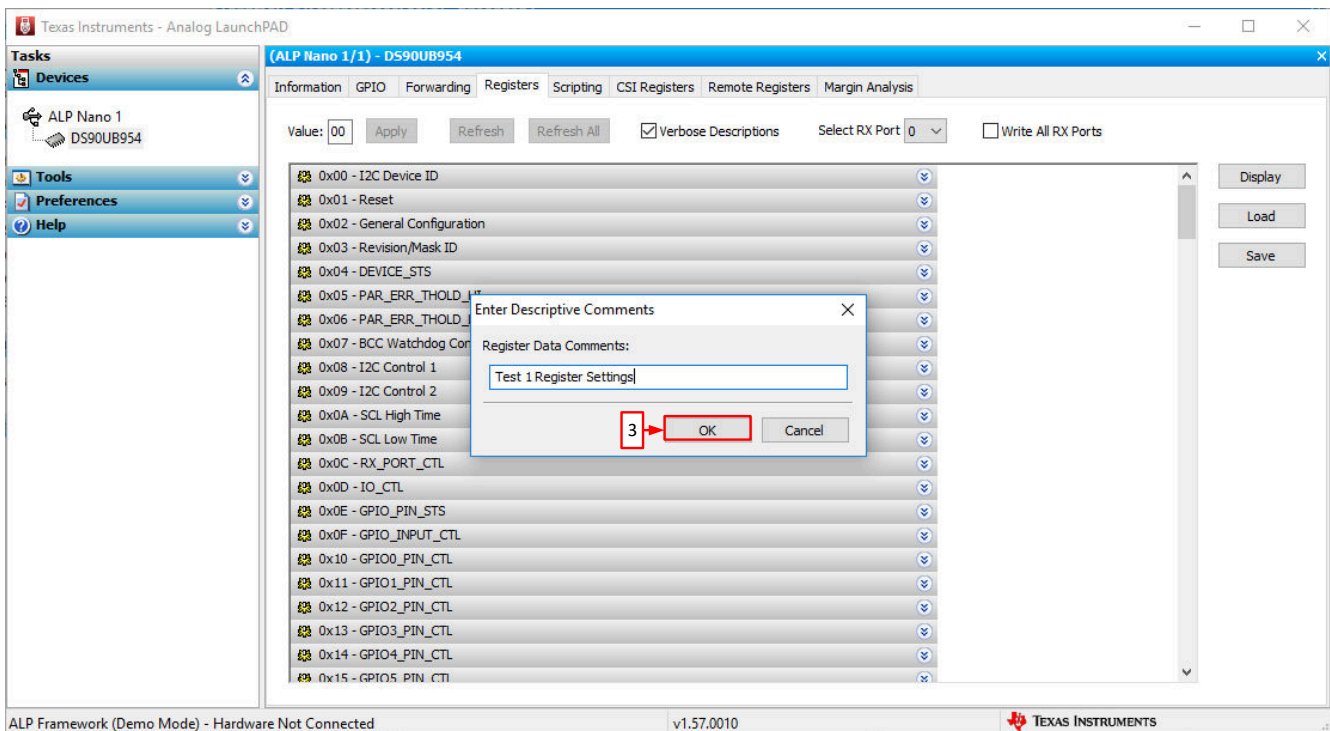 Texas Instruments - Analog LaunchPAD
Tasks
Devices
ALP Nano 1
DS90UB954
Tools
Preferences
Help
(ALP Nano 1/1) - DS90UB954
Information GPIO Forwarding Registers Scripting CSI Registers Remote Registers Margin Analysis
Value: 00 Apply Refresh Refresh All Verbose Descriptions Select RX Port 0 Write All RX Ports
0x00 - I2C Device ID
0x01 - Reset
0x02 - General Configuration
0x03 - Revision/Mask ID
0x04 - DEVICE_STS
0x05 - PAR_ERR_THOLD_HI
0x06 - PAR_ERR_THOLD_
0x07 - BCC Watchdog Con
0x08 - I2C Control 1
0x09 - I2C Control 2
0x0A - SCL High Time
0x0B - SCL Low Time
0x0C - RX_PORT_CTL
0x0D - IO_CTL
0x0E - GPIO_PIN_STS
0x0F - GPIO_INPUT_CTL
0x10 - GPIO0_PIN_CTL
0x11 - GPIO1_PIN_CTL
0x12 - GPIO2_PIN_CTL
0x13 - GPIO3_PIN_CTL
0x14 - GPIO4_PIN_CTL
0x15 - GPIO5_PIN_CTL
Enter Descriptive Comments
Register Data Comments:
Test 1 Register Settings
3 OK Cancel
Display
Load
Save
ALP Framework (Demo Mode) - Hardware Not Connected v1.57.0010 TEXAS INSTRUMENTS